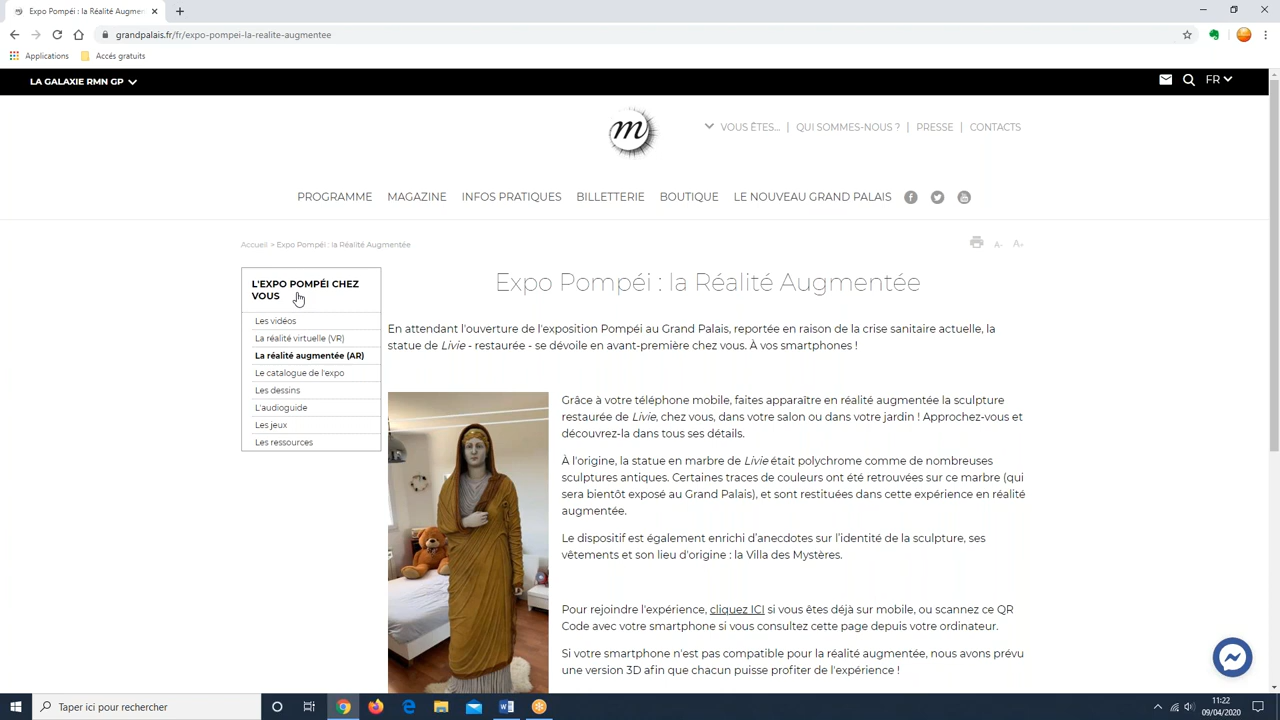 Expo Pompéi : la Réalité Augmen
grandpalais.fr/fr/expo-pompei-la-realite-augmentee
Applications
Accés gratuits
LA GALAXIE RMN GP
FR
m
VOUS ÊTES... | QUI SOMMES-NOUS ? | PRESSE | CONTACTS
PROGRAMME MAGAZINE INFOS PRATIQUES BILLETTERIE BOUTIQUE LE NOUVEAU GRAND PALAIS
Accueil > Expo Pompéi : la Réalité Augmentée
A- A+
L'EXPO POMPÉI CHEZ
VOUS
Les vidéos
La réalité virtuelle (VR)
La réalité augmentée (AR)
Le catalogue de l'expo
Les dessins
L'audioguide
Les jeux
Les ressources
Expo Pompéi : la Réalité Augmentée
En attendant l'ouverture de l'exposition Pompéi au Grand Palais, reportée en raison de la crise sanitaire actuelle, la
statue de Livie - restaurée - se dévoile en avant-première chez vous. À vos smartphones !
Grâce à votre téléphone mobile, faites apparaître en réalité augmentée la sculpture
restaurée de Livie, chez vous, dans votre salon ou dans votre jardin ! Approchez-vous et
découvrez-la dans tous ses détails.
À l'origine, la statue en marbre de Livie était polychrome comme de nombreuses
sculptures antiques. Certaines traces de couleurs ont été retrouvées sur ce marbre (qui
sera bientôt exposé au Grand Palais), et sont restituées dans cette expérience en réalité
augmentée.
Le dispositif est également enrichi d'anecdotes sur l'identité de la sculpture, ses
vêtements et son lieu d'origine : la Villa des Mystères.
Pour rejoindre l'expérience, cliquez ICI si vous êtes déjà sur mobile, ou scannez ce QR
Code avec votre smartphone si vous consultez cette page depuis votre ordinateur.
Si votre smartphone n'est pas compatible pour la réalité augmentée, nous avons prévu
une version 3D afin que chacun puisse profiter de l'expérience !
Taper ici pour rechercher
11:22
09/04/2020